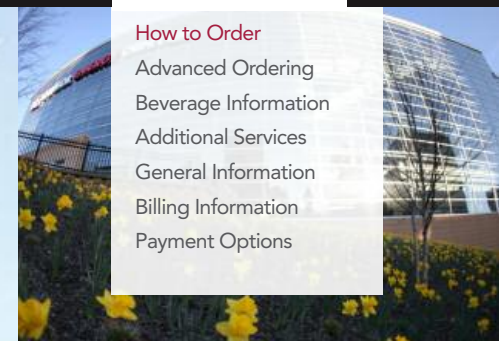 How to Order
Advanced Ordering
Beverage Information
Additional Services
General Information
Billing Information
Payment Options